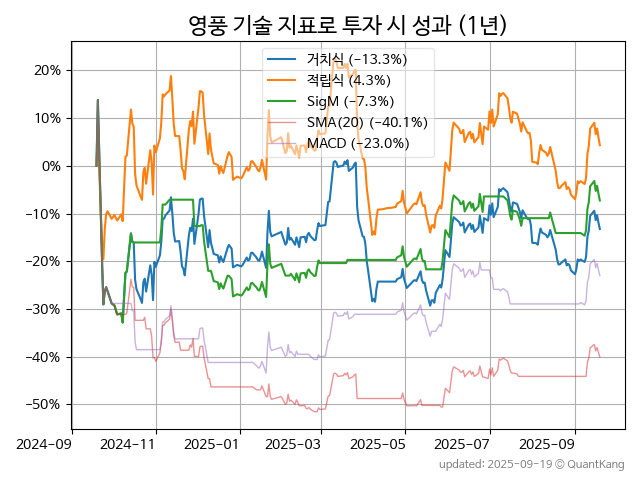 영풍 기술 지표로 투자 시 성과 (1년)
거치식 (−13.3%)
적립식 (4.3%)
SigM (−7.3%)
SMA(20) (−40.1%)
MACD (−23.0%)
20%
10%
0%
−10%
−20%
−30%
−40%
−50%
2024-09
2024-11
2025-01
2025-03
2025-05
2025-07
2025-09
updated: 2025-09-19 © QuantKang